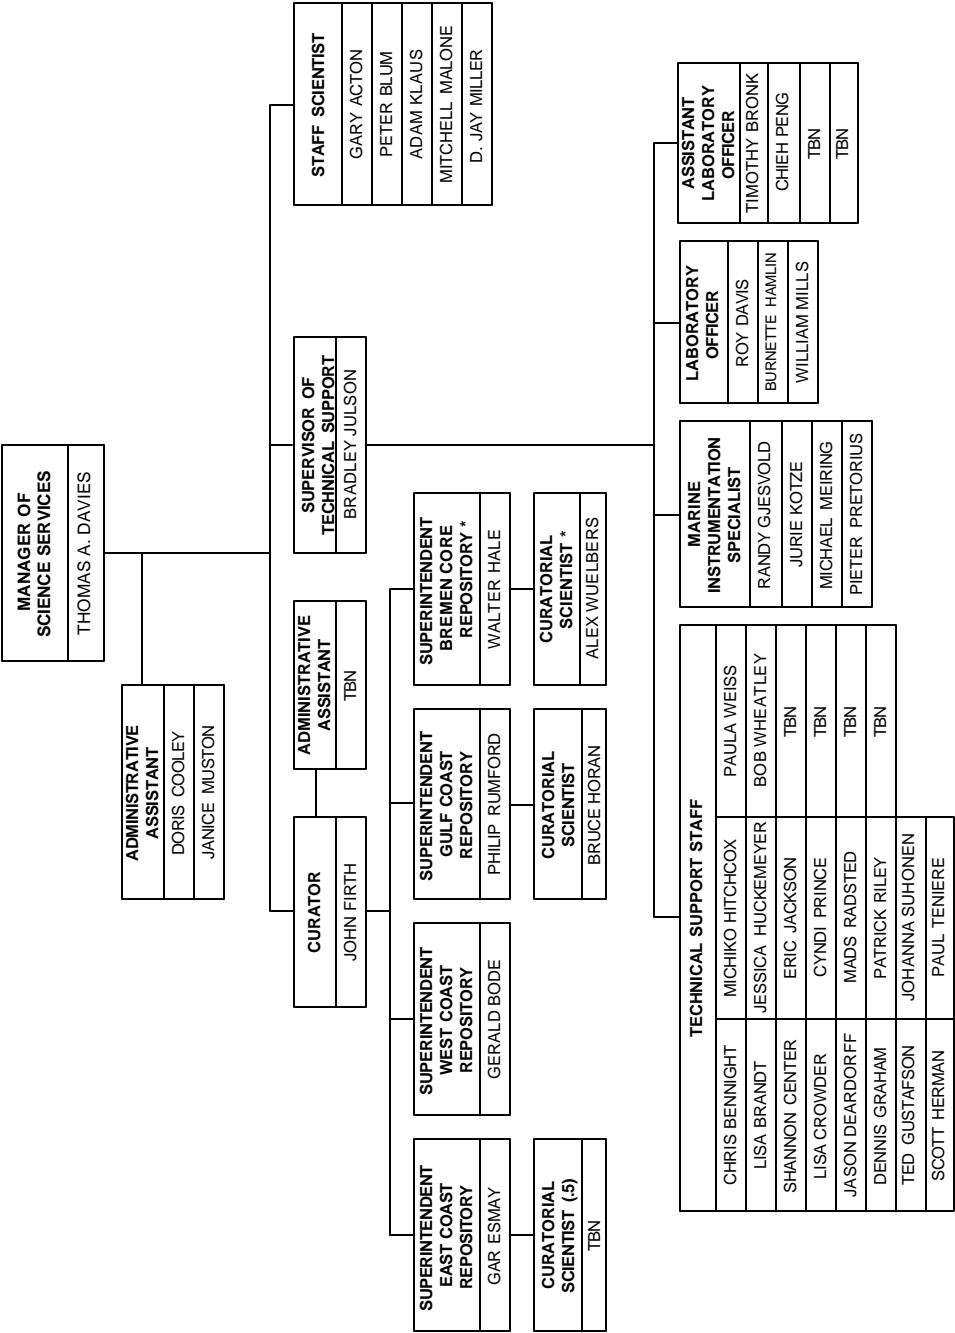 MANAGER OF
SCIENCE SERVICES
THOMAS A. DAVIES
ADMINISTRATIVE
ASSISTANT
DORIS COOLEY
JANICE MUSTON
CURATOR
JOHN FIRTH
ADMINISTRATIVE
ASSISTANT
TBN
SUPERVISOR OF
TECHNICAL SUPPORT
BRADLEY JULSON
STAFF SCIENTIST
GARY ACTON
PETER BLUM
ADAM KLAUS
MITCHELL MALONE
D. JAY MILLER
SUPERINTENDENT
EAST COAST
REPOSITORY
GAR ESMAY
SUPERINTENDENT
WEST COAST
REPOSITORY
GERALD BODE
SUPERINTENDENT
GULF COAST
REPOSITORY
PHILIP RUMFORD
SUPERINTENDENT
BREMEN CORE
REPOSITORY *
WALTER HALE
CURATORIAL
SCIENTIST (.5)
TBN
CURATORIAL
SCIENTIST
BRUCE HORAN
CURATORIAL
SCIENTIST *
ALEX WUELBERS
TECHNICAL SUPPORT STAFF
CHRIS BENNIGHT
MICHIKO HITCHCOX
PAULA WEISS
LISA BRANDT
JESSICA HUCKEMEYER
BOB WHEATLEY
SHANNON CENTER
ERIC JACKSON
TBN
LISA CROWDER
CYNDI PRINCE
TBN
JASON DEARDORFF
MADS RADSTED
TBN
DENNIS GRAHAM
PATRICK RILEY
TBN
TED GUSTAFSON
JOHANNA SUHONEN
SCOTT HERMAN
PAUL TENIERE
MARINE
INSTRUMENTATION
SPECIALIST
RANDY GJESVOLD
JURIE KOTZE
MICHAEL MEIRING
PIETER PRETORIUS
LABORATORY
OFFICER
ROY DAVIS
BURNETTE HAMLIN
WILLIAM MILLS
ASSISTANT
LABORATORY
OFFICER
TIMOTHY BRONK
CHIEH PENG
TBN
TBN